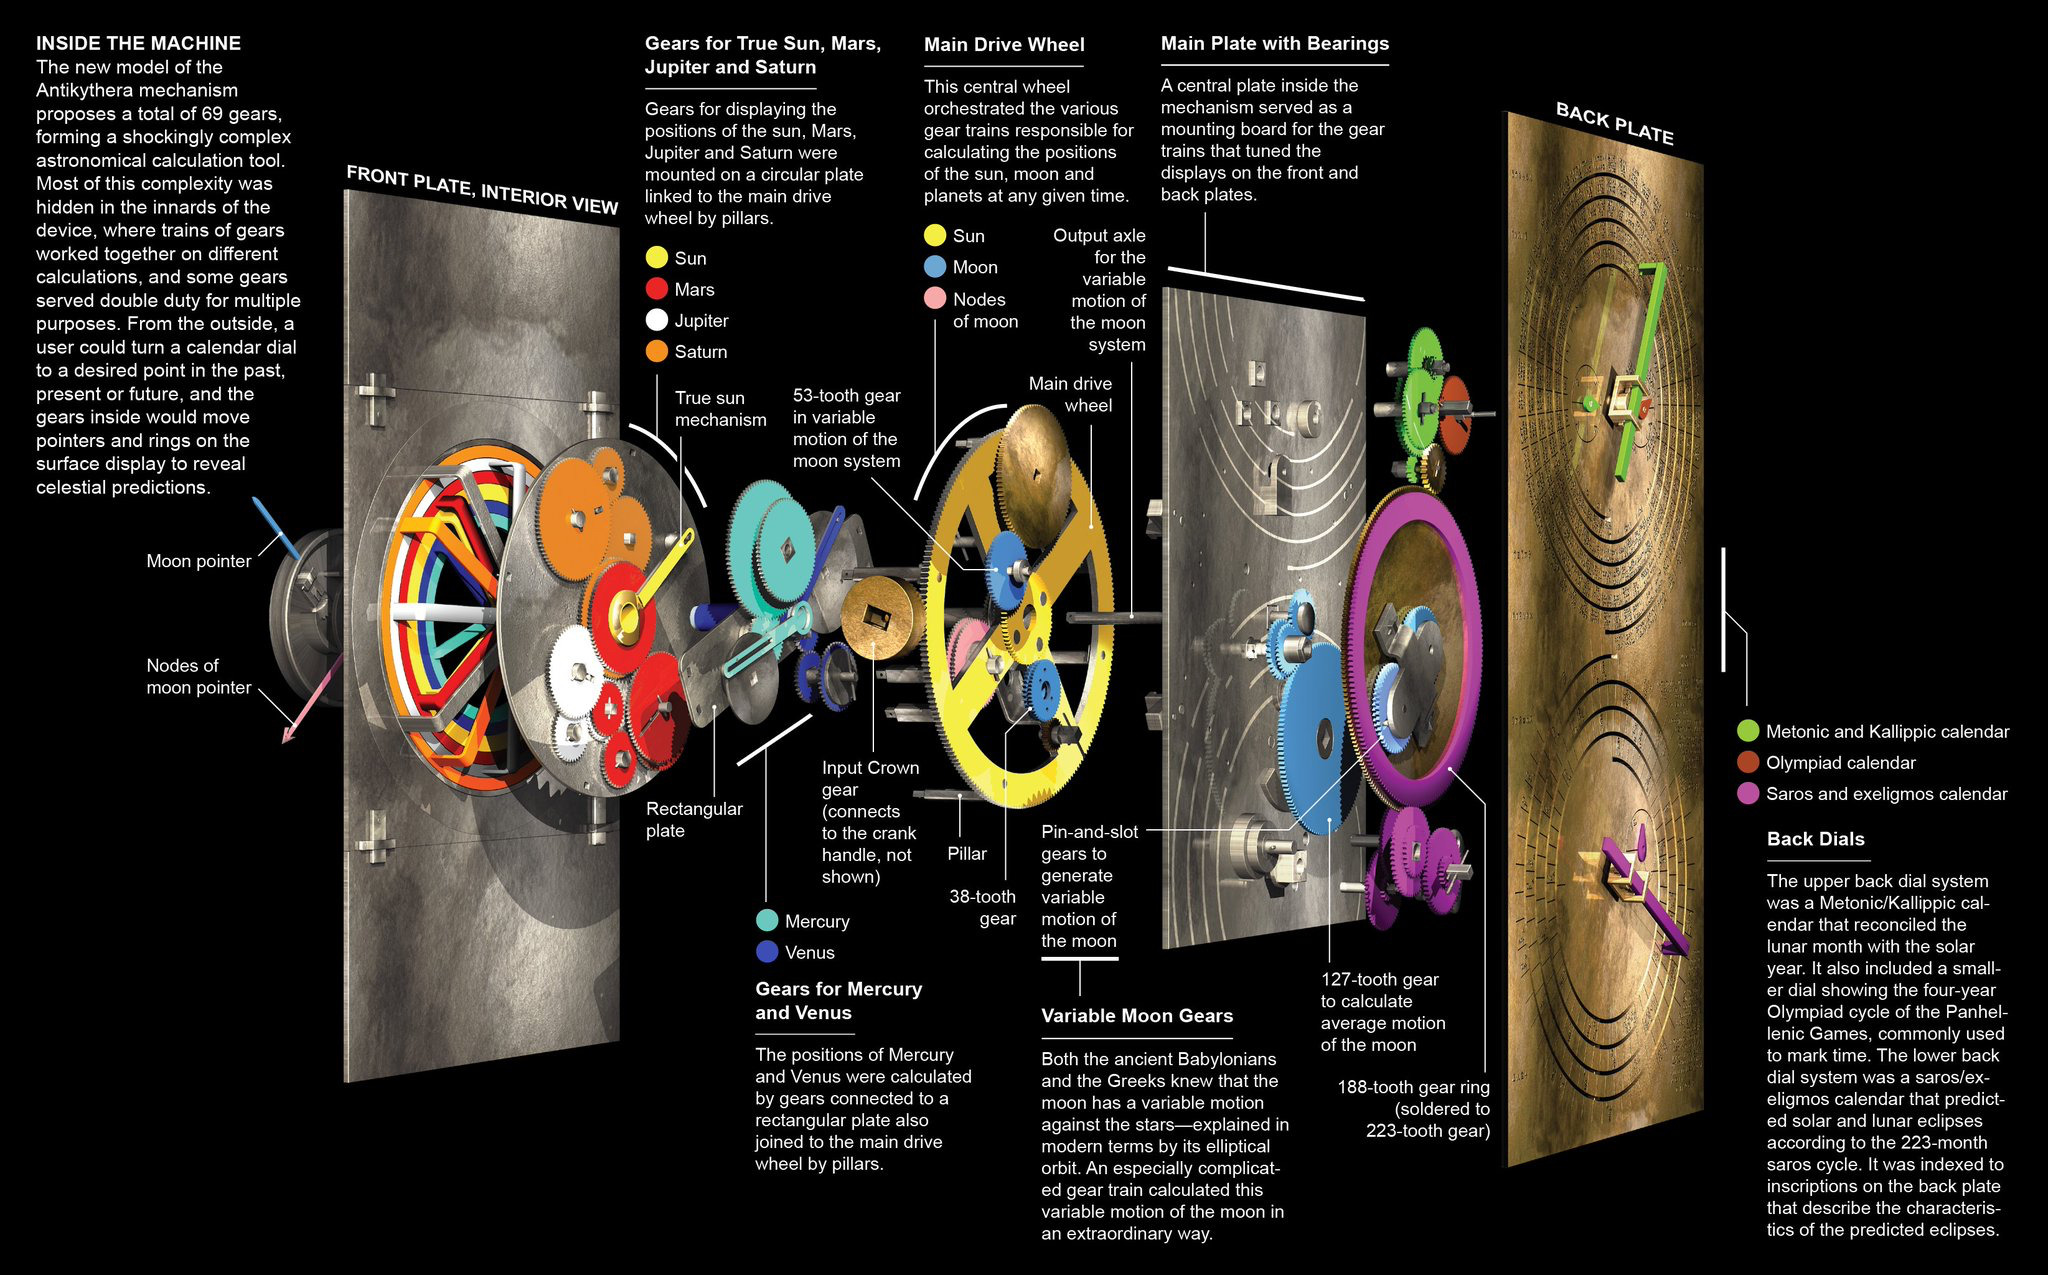 INSIDE THE MACHINE
The new model of the
Antikythera mechanism
proposes a total of 69 gears,
forming a shockingly complex
astronomical calculation tool.
Most of this complexity was
hidden in the innards of the
device, where trains of gears
worked together on different
calculations, and some gears
served double duty for multiple
purposes. From the outside, a
user could turn a calendar dial
to a desired point in the past,
present or future, and the
gears inside would move
pointers and rings on the
surface display to reveal
celestial predictions.
Moon pointer
Nodes of
moon pointer
FRONT PLATE, INTERIOR VIEW
Gears for True Sun, Mars,
Jupiter and Saturn
Gears for displaying the
positions of the sun, Mars,
Jupiter and Saturn were
mounted on a circular plate
linked to the main drive
wheel by pillars.
Sun
Mars
Jupiter
Saturn
True sun
mechanism
53-tooth gear
in variable
motion of the
moon system
Rectangular
plate
Input Crown
gear
(connects
to the crank
handle, not
shown)
Mercury
Venus
Gears for Mercury
and Venus
The positions of Mercury
and Venus were calculated
by gears connected to a
rectangular plate also
joined to the main drive
wheel by pillars.
Main Drive Wheel
This central wheel
orchestrated the various
gear trains responsible for
calculating the positions
of the sun, moon and
planets at any given time.
Sun
Moon
Nodes
of moon
Output axle
for the
variable
motion of
the moon
system
Main drive
wheel
Pillar
38-tooth
gear
Pin-and-slot
gears to
generate
variable
motion of
the moon
Variable Moon Gears
Both the ancient Babylonians
and the Greeks knew that the
moon has a variable motion
against the stars—explained in
modern terms by its elliptical
orbit. An especially complicat-
ed gear train calculated this
variable motion of the moon in
an extraordinary way.
Main Plate with Bearings
A central plate inside the
mechanism served as a
mounting board for the gear
trains that tuned the
displays on the front and
back plates.
127-tooth gear
to calculate
average motion
of the moon
188-tooth gear ring
(soldered to
223-tooth gear)
BACK PLATE
Metonic and Kallippic calendar
Olympiad calendar
Saros and exeligmos calendar
Back Dials
The upper back dial system
was a Metonic/Kallippic cal-
endar that reconciled the
lunar month with the solar
year. It also included a small-
er dial showing the four-year
Olympiad cycle of the Panhel-
lenic Games, commonly used
to mark time. The lower back
dial system was a saros/ex-
eligmos calendar that predict-
ed solar and lunar eclipses
according to the 223-month
saros cycle. It was indexed to
inscriptions on the back plate
that describe the characteris-
tics of the predicted eclipses.